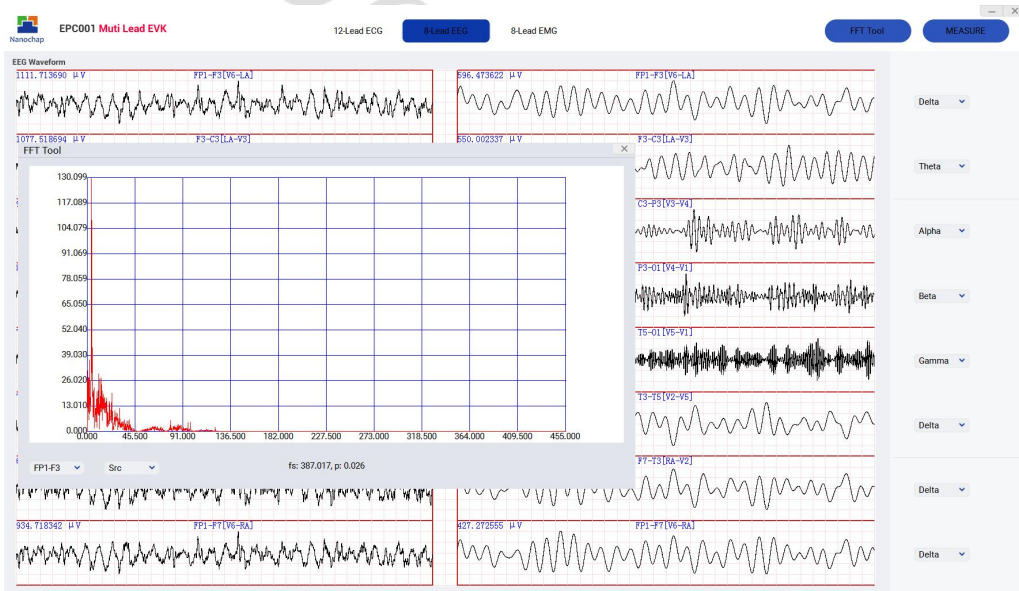 Nanochap
EPC001 Muti Lead EVK
12-Lead ECG
8-Lead EEG
8-Lead EMG
FFT Tool
MEASURE
EEG Waveform
1111.713690 μV
FP1-F3[V6-LA]
596.473622 μV
FP1-F3[V6-LA]
Delta
1077.518694 μV
F3-C3[LA-V3]
550.002337 μV
F3-C3[LA-V3]
Theta
FFT Tool
130.099
117.089
104.079
91.069
78.059
65.050
52.040
39.030
26.020
13.010
0.000
0.000
45.500
91.000
136.500
182.000
227.500
273.000
318.500
364.000
409.500
455.000
FP1-F3
Src
fs: 387.017, p: 0.026
C3-P3[V3-V4]
Alpha
P3-O1[V4-V1]
Beta
T5-O1[V5-V1]
Gamma
T3-T5[V2-V5]
Delta
F7-T3[RA-V2]
Delta
934.718342 μV
FP1-F7[V6-RA]
427.272555 μV
FP1-F7[V6-RA]
Delta